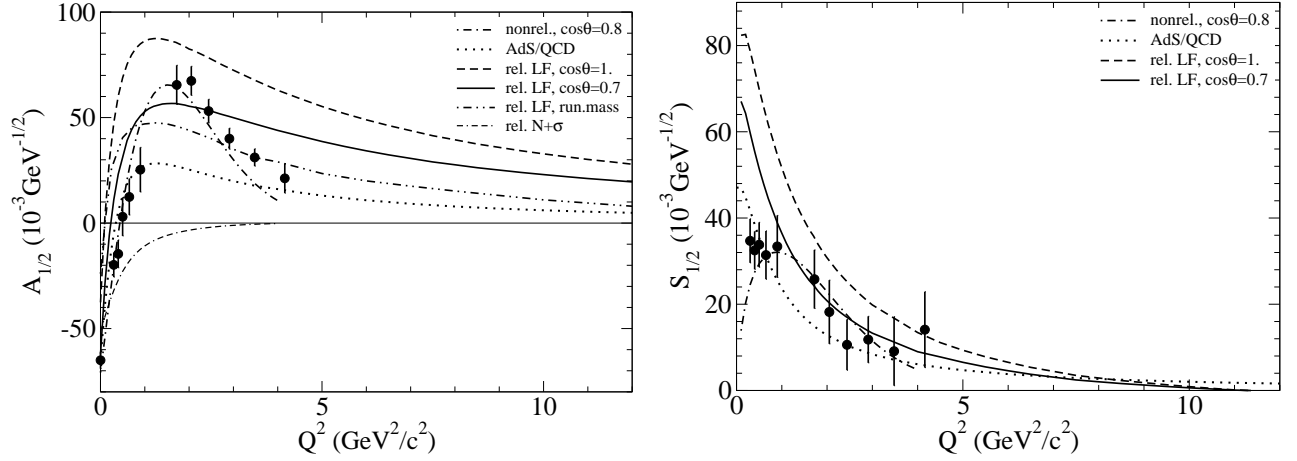 100
50
0
-50
A1/2 (10-3GeV-1/2)
nonrel., cosθ=0.8
AdS/QCD
rel. LF, cosθ=1.
rel. LF, cosθ=0.7
rel. LF, run.mass
rel. N+σ
0 5 10
Q2 (GeV2/c2)
80
60
40
20
0
S1/2 (10-3GeV-1/2)
nonrel., cosθ=0.8
AdS/QCD
rel. LF, cosθ=1.
rel. LF, cosθ=0.7
0 5 10
Q2 (GeV2/c2)